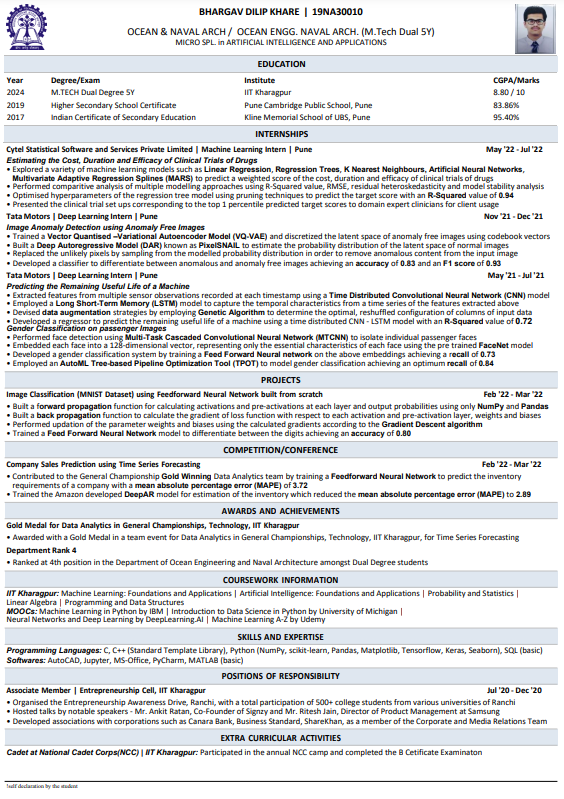 BHARGAV DILIP KHARE | 19NA30010
OCEAN & NAVAL ARCH / OCEAN ENGG. NAVAL ARCH. (M.Tech Dual 5Y)
MICRO SPL. in ARTIFICIAL INTELLIGENCE AND APPLICATIONS
EDUCATION
Year Degree/Exam Institute CGPA/Marks
2024 M.TECH Dual Degree 5Y IIT Kharagpur 8.80 / 10
2019 Higher Secondary School Certificate Pune Cambridge Public School, Pune 83.86%
2017 Indian Certificate of Secondary Education Kline Memorial School of UBS, Pune 95.40%
INTERNSHIPS
Cytel Statistical Software and Services Private Limited | Machine Learning Intern | Pune May '22 - Jul '22
Estimating the Cost, Duration and Efficacy of Clinical Trials of Drugs
• Explored a variety of machine learning models such as Linear Regression, Regression Trees, K Nearest Neighbours, Artificial Neural Networks,
Multivariate Adaptive Regression Splines (MARS) to predict a weighted score of the cost, duration and efficacy of clinical trials of drugs
• Performed comparitive analysis of multiple modelling approaches using R-Squared value, RMSE, residual heteroskedasticity and model stability analysis
• Optimised hyperparameters of the regression tree model using pruning techniques to predict the target score with an R-Squared value of 0.94
• Presented the clinical trial set ups corresponding to the top 1 percentile predicted target scores to domain expert clinicians for client usage
Tata Motors | Deep Learning Intern | Pune Nov '21 - Dec '21
Image Anomaly Detection using Anomaly Free Images
• Trained a Vector Quantised –Variational Autoencoder Model (VQ-VAE) and discretized the latent space of anomaly free images using codebook vectors
• Built a Deep Autoregressive Model (DAR) known as PixelSNAIL to estimate the probability distribution of the latent space of normal images
• Replaced the unlikely pixels by sampling from the modelled probability distribution in order to remove anomalous content from the input image
• Developed a classifier to differentiate between anomalous and anomaly free images achieving an accuracy of 0.83 and an F1 score of 0.93
Tata Motors | Deep Learning Intern | Pune May '21 - Jul '21
Predicting the Remaining Useful Life of a Machine
• Extracted features from multiple sensor observations recorded at each timestamp using a Time Distributed Convolutional Neural Network (CNN) model
• Employed a Long Short-Term Memory (LSTM) model to capture the temporal characteristics from a time series of the features extracted above
• Devised data augmentation strategies by employing Genetic Algorithm to determine the optimal, reshuffled configuration of columns of input data
• Developed a regressor to predict the remaining useful life of a machine using a time distributed CNN - LSTM model with an R-Squared value of 0.72
Gender Classification on passenger Images
• Performed face detection using Multi-Task Cascaded Convolutional Neural Network (MTCNN) to isolate individual passenger faces
• Embedded each face into a 128-dimensional vector, representing only the essential characteristics of each face using the pre trained FaceNet model
• Developed a gender classification system by training a Feed Forward Neural network on the above embeddings achieving a recall of 0.73
• Employed an AutoML Tree-based Pipeline Optimization Tool (TPOT) to model gender classification achieving an optimum recall of 0.84
PROJECTS
Image Classification (MNIST Dataset) using Feedforward Neural Network built from scratch Feb '22 - Mar '22
• Built a forward propagation function for calculating activations and pre-activations at each layer and output probabilities using only NumPy and Pandas
• Built a back propagation function to calculate the gradient of loss function with respect to each activation and pre-activation layer, weights and biases
• Performed updation of the parameter weights and biases using the calculated gradients according to the Gradient Descent algorithm
• Trained a Feed Forward Neural Network model to differentiate between the digits achieving an accuracy of 0.80
COMPETITION/CONFERENCE
Company Sales Prediction using Time Series Forecasting Feb '22 - Mar '22
• Contributed to the General Championship Gold Winning Data Analytics team by training a Feedforward Neural Network to predict the inventory
requirements of a company with a mean absolute percentage error (MAPE) of 3.72
• Trained the Amazon developed DeepAR model for estimation of the inventory which reduced the mean absolute percentage error (MAPE) to 2.89
AWARDS AND ACHIEVEMENTS
Gold Medal for Data Analytics in General Championships, Technology, IIT Kharagpur
• Awarded with a Gold Medal in a team event for Data Analytics in General Championships, Technology, IIT Kharagpur, for Time Series Forecasting
Department Rank 4
• Ranked at 4th position in the Department of Ocean Engineering and Naval Architecture amongst Dual Degree students
COURSEWORK INFORMATION
IIT Kharagpur: Machine Learning: Foundations and Applications | Artificial Intelligence: Foundations and Applications | Probability and Statistics |
Linear Algebra | Programming and Data Structures
MOOCs: Machine Learning in Python by IBM | Introduction to Data Science in Python by University of Michigan |
Neural Networks and Deep Learning by DeepLearning.AI | Machine Learning A-Z by Udemy
SKILLS AND EXPERTISE
Programming Languages: C, C++ (Standard Template Library), Python (NumPy, scikit-learn, Pandas, Matplotlib, Tensorflow, Keras, Seaborn), SQL (basic)
Softwares: AutoCAD, Jupyter, MS-Office, PyCharm, MATLAB (basic)
POSITIONS OF RESPONSIBILITY
Associate Member | Entrepreneurship Cell, IIT Kharagpur Jul '20 - Dec '20
• Organised the Entrepreneurship Awareness Drive, Ranchi, with a total participation of 500+ college students from various universities of Ranchi
• Hosted talks by notable speakers - Mr. Ankit Ratan, Co-Founder of Signzy and Mr. Ritesh Jain, Director of Product Management at Samsung
• Developed associations with corporations such as Canara Bank, Business Standard, ShareKhan, as a member of the Corporate and Media Relations Team
EXTRA CURRICULAR ACTIVITIES
Cadet at National Cadet Corps(NCC) | IIT Kharagpur: Participated in the annual NCC camp and completed the B Cetificate Examinaton
self declaration by the student